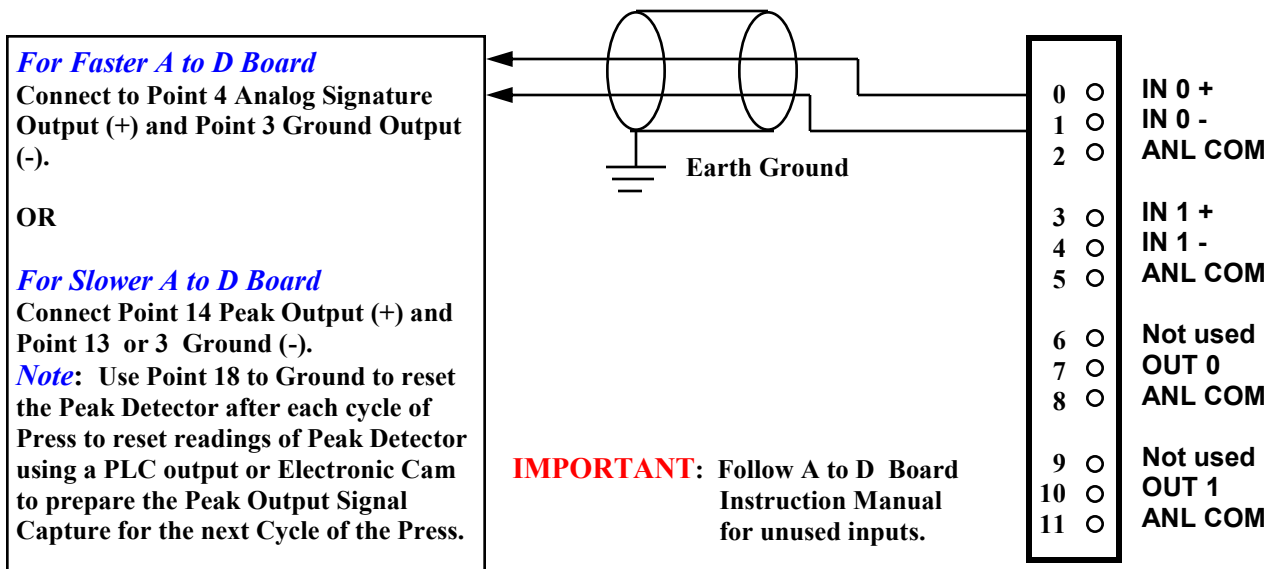 For Faster A to D Board
Connect to Point 4 Analog Signature
Output (+) and Point 3 Ground Output
(-).
OR
For Slower A to D Board
Connect Point 14 Peak Output (+) and
Point 13 or 3 Ground (-).
Note: Use Point 18 to Ground to reset
the Peak Detector after each cycle of
Press to reset readings of Peak Detector
using a PLC output or Electronic Cam
to prepare the Peak Output Signal
Capture for the next Cycle of the Press.
Earth Ground
IMPORTANT: Follow A to D Board
Instruction Manual
for unused inputs.
0 IN 0 +
1 IN 0 -
2 ANL COM
3 IN 1 +
4 IN 1 -
5 ANL COM
6 Not used
7 OUT 0
8 ANL COM
9 Not used
10 OUT 1
11 ANL COM